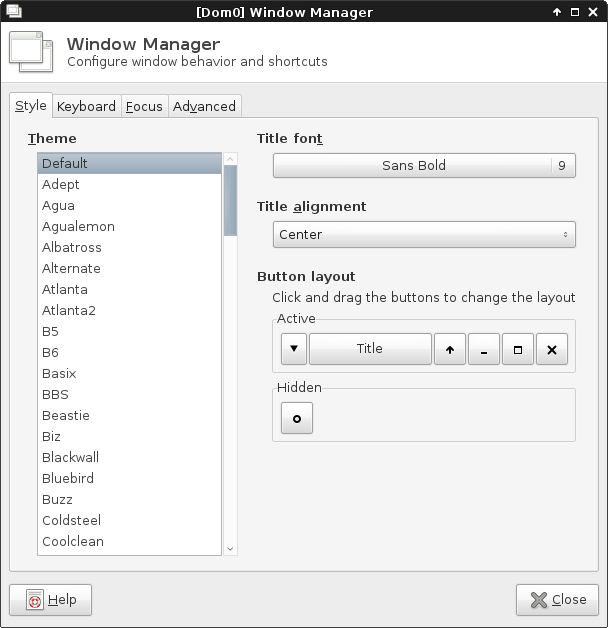 [Dom0] Window Manager
Window Manager
Configure window behavior and shortcuts
Style Keyboard Focus Advanced
Theme
Default
Adept
Agua
Agualemon
Albatross
Alternate
Atlanta
Atlanta2
B5
B6
Basix
BBS
Beastie
Biz
Blackwall
Bluebird
Buzz
Coldsteel
Coolclean
Title font
Sans Bold 9
Title alignment
Center
Button layout
Click and drag the buttons to change the layout
Active
Title
Hidden
Help
Close